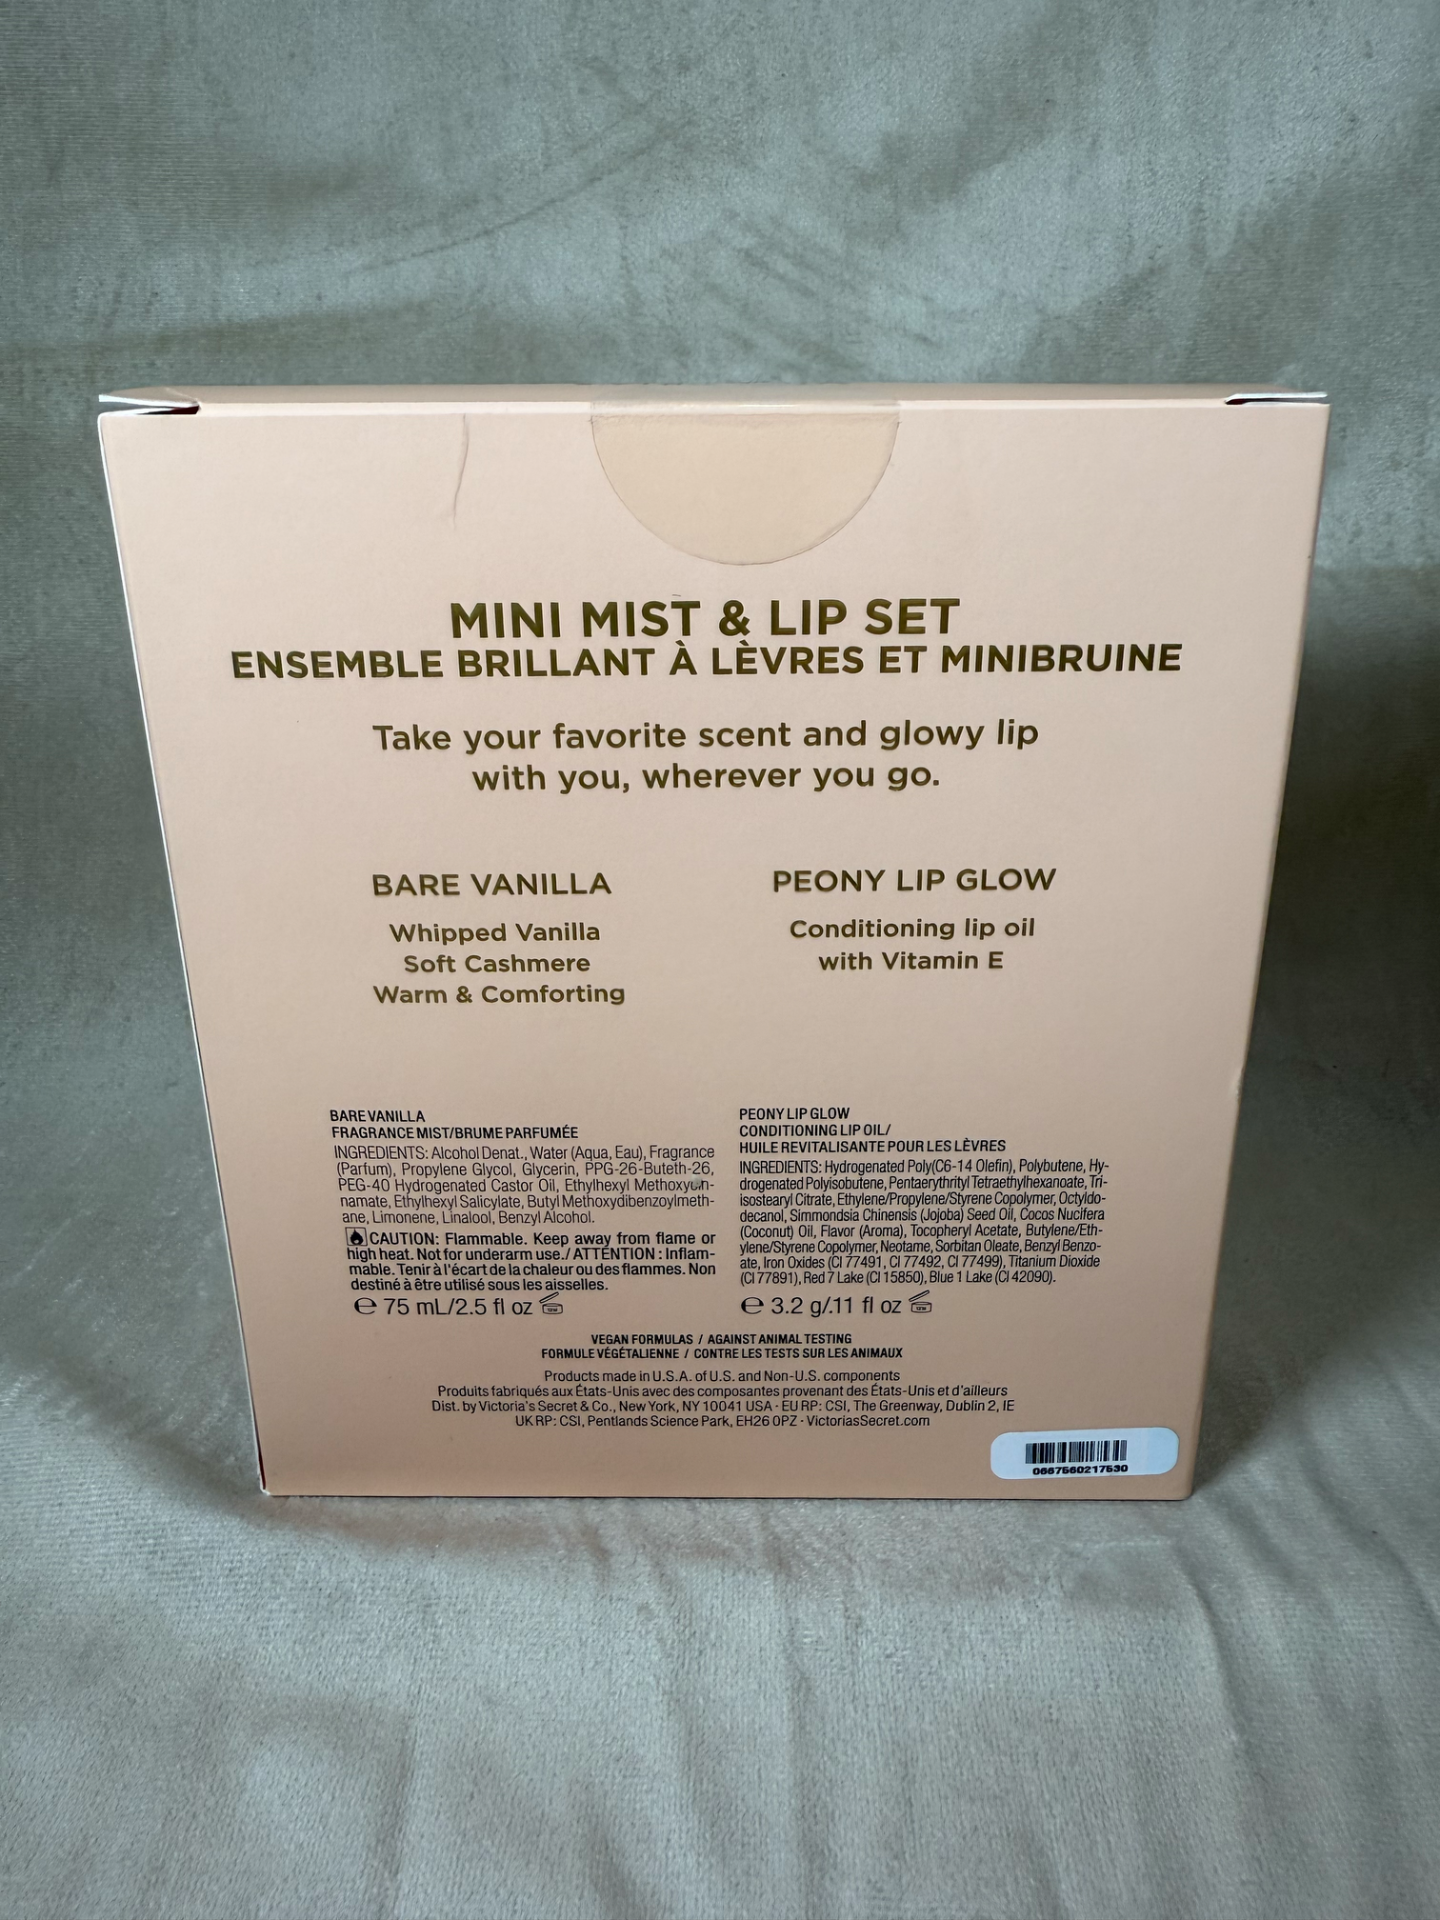 MINI MIST & LIP SET
ENSEMBLE BRILLANT À LÈVRES ET MINIBRUINE
Take your favorite scent and glowy lip
with you, wherever you go.
BARE VANILLA
Whipped Vanilla
Soft Cashmere
Warm & Comforting
PEONY LIP GLOW
Conditioning lip oil
with Vitamin E
BARE VANILLA
FRAGRANCE MIST/BRUME PARFUMÉE
INGREDIENTS: Alcohol Denat., Water (Aqua, Eau), Fragrance
(Parfum), Propylene Glycol, Glycerin, PPG-26-Buteth-26,
PEG-40 Hydrogenated Castor Oil, Ethylhexyl Methoxycin-
namate, Ethylhexyl Salicylate, Butyl Methoxydibenzoylmeth-
ane, Limonene, Linalool, Benzyl Alcohol.
CAUTION: Flammable. Keep away from flame or
high heat. Not for underarm use./ ATTENTION : Inflam-
mable. Tenir à l'écart de la chaleur ou des flammes. Non
destiné à être utilisé sous les aisselles.
℮ 75 mL/2.5 fl oz
PEONY LIP GLOW
CONDITIONING LIP OIL/
HUILE REVITALISANTE POUR LES LÈVRES
INGREDIENTS: Hydrogenated Poly(C6-14 Olefin), Polybutene, Hy-
drogenated Polyisobutene, Pentaerythrityl Tetraethylhexanoate, Tri-
isostearyl Citrate, Ethylene/Propylene/Styrene Copolymer, Octyldo-
decanol, Simmondsia Chinensis (Jojoba) Seed Oil, Cocos Nucifera
(Coconut) Oil, Flavor (Aroma), Tocopheryl Acetate, Butylene/Eth-
ylene/Styrene Copolymer, Neotame, Sorbitan Oleate, Benzyl Benzo-
ate, Iron Oxides (CI 77491, CI 77492, CI 77499), Titanium Dioxide
(CI 77891), Red 7 Lake (CI 15850), Blue 1 Lake (CI 42090).
℮ 3.2 g/.11 fl oz
VEGAN FORMULAS / AGAINST ANIMAL TESTING
FORMULE VÉGÉTALIENNE / CONTRE LES TESTS SUR LES ANIMAUX
Products made in U.S.A. of U.S. and Non-U.S. components
Produits fabriqués aux États-Unis avec des composantes provenant des États-Unis et d'ailleurs
Dist. by Victoria's Secret & Co., New York, NY 10041 USA · EU RP: CSI, The Greenway, Dublin 2, IE
UK RP: CSI, Pentlands Science Park, EH26 0PZ · VictoriasSecret.com
0667560217530